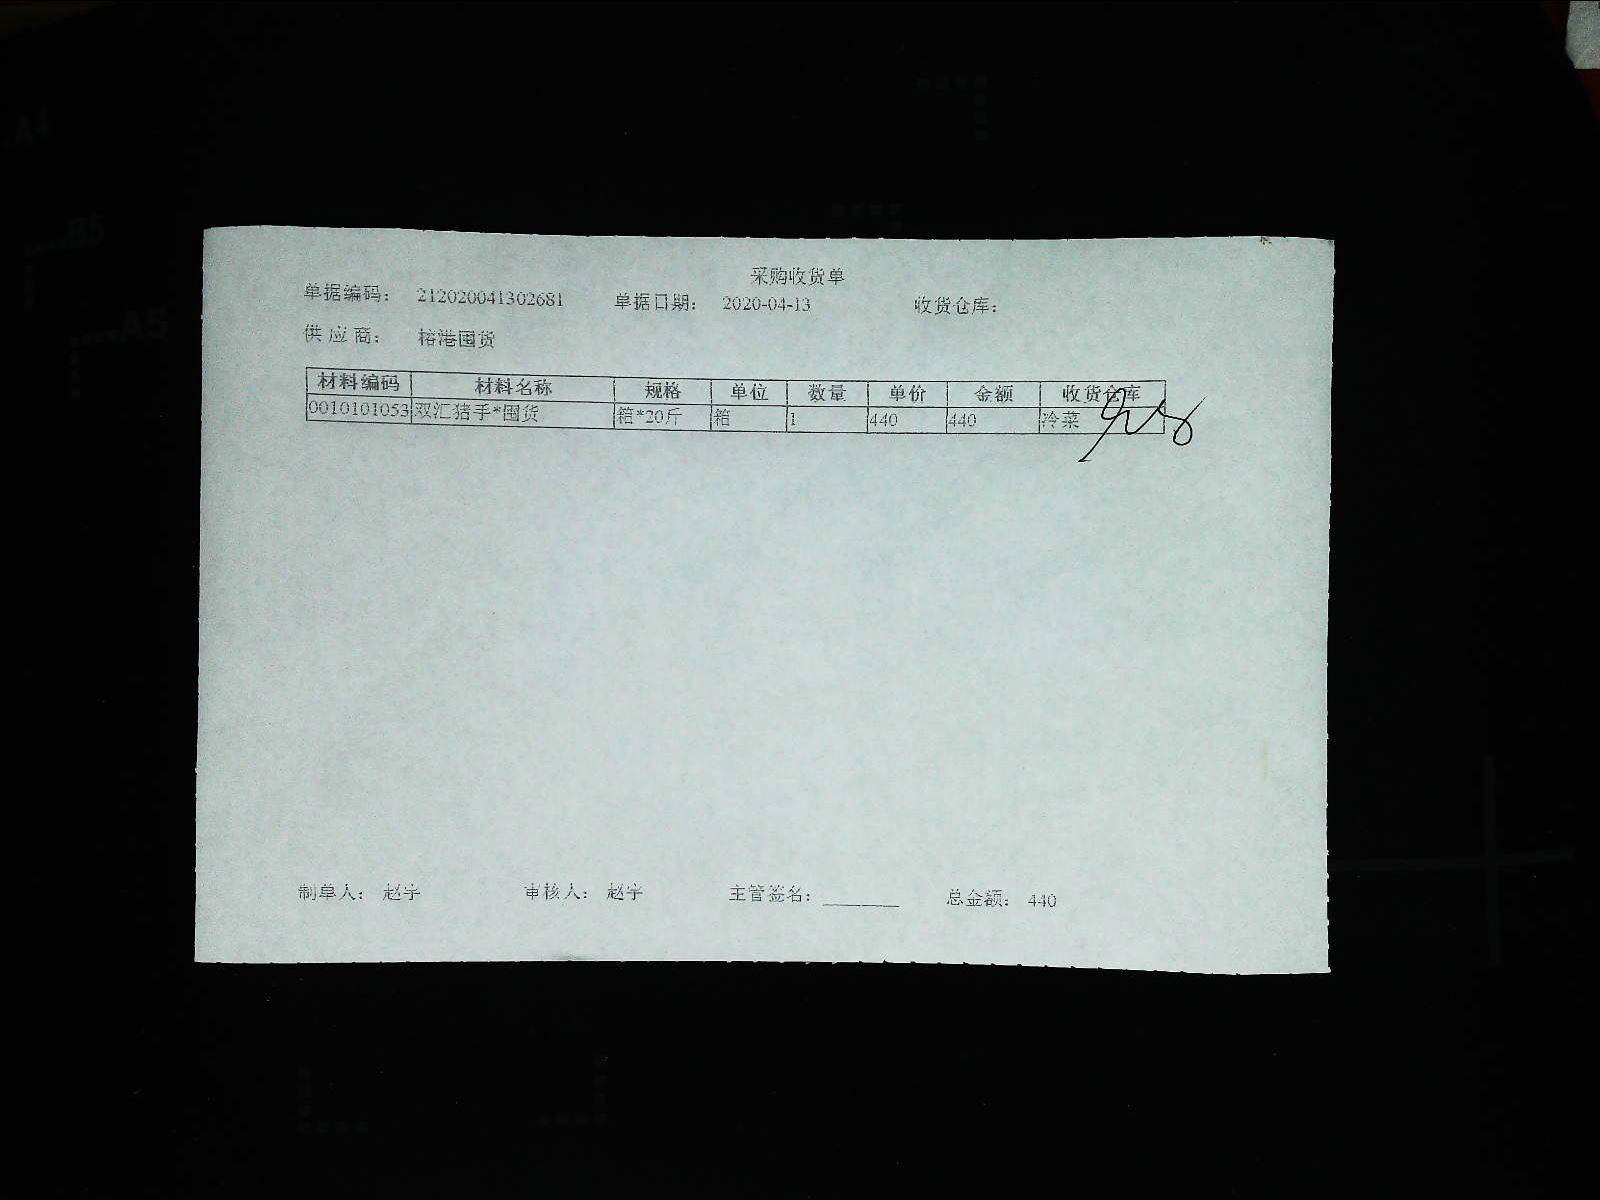 采购收货单
单据编码: 212020041302681 单据日期: 2020-04-13 收货仓库:
供应商: 榕港囤货
材料编码 材料名称 规格 单位 数量 单价 金额 收货仓库
0010101053 双汇猪手*囤货 箱*20斤 箱 1 440 440 冷菜
制单人: 赵宇 审核人: 赵宇 主管签名: 总金额: 440